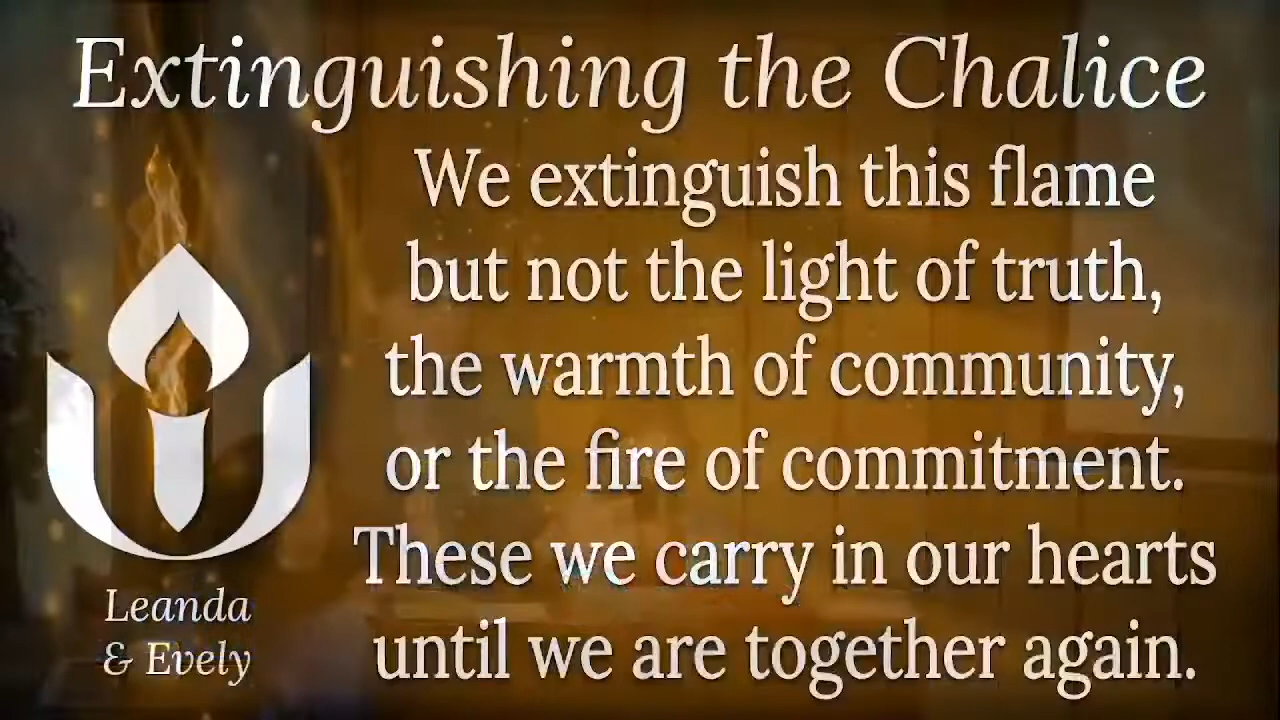 Extinguishing the Chalice
We extinguish this flame
but not the light of truth,
the warmth of community,
or the fire of commitment.
These we carry in our hearts
until we are together again.
Leanda
& Evely